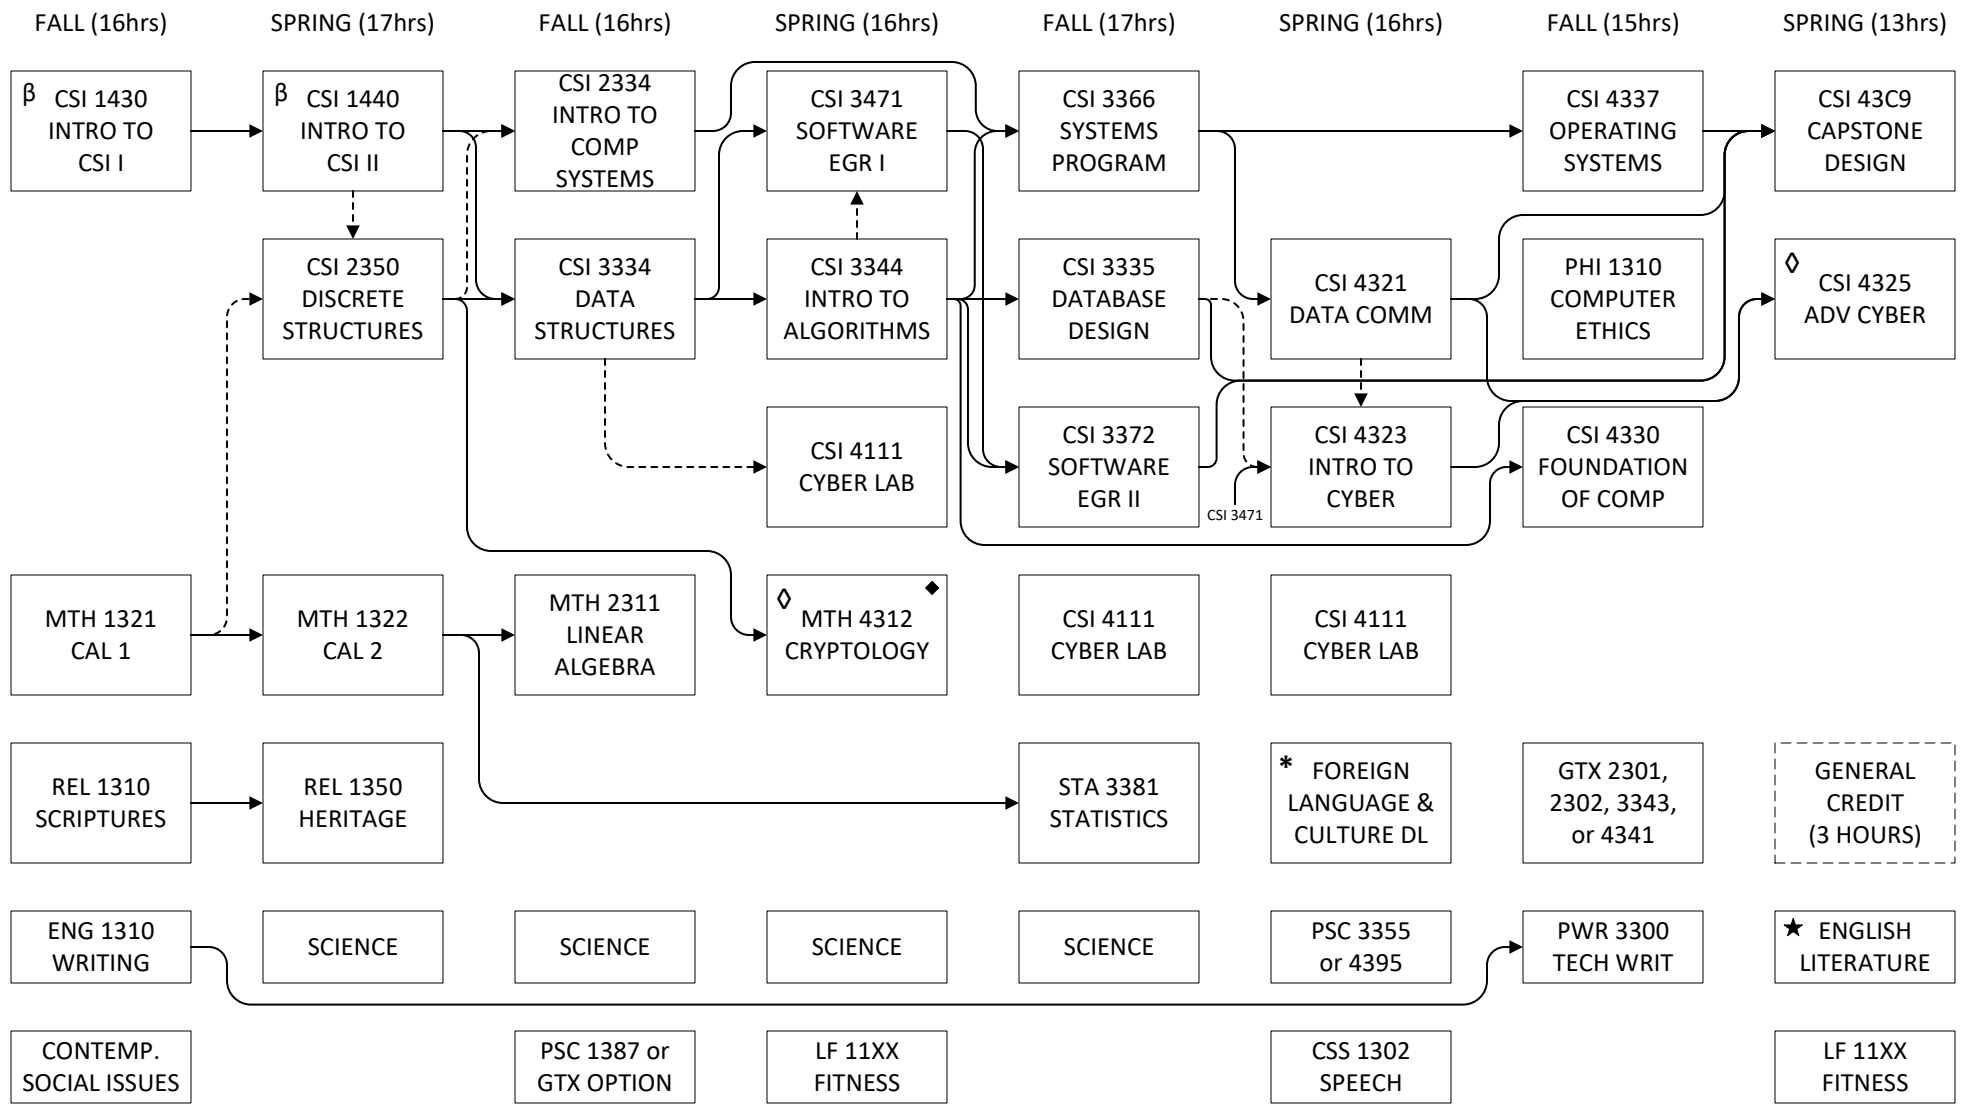 FALL (16hrs)
SPRING (17hrs)
FALL (16hrs)
SPRING (16hrs)
FALL (17hrs)
SPRING (16hrs)
FALL (15hrs)
SPRING (13hrs)
β CSI 1430
INTRO TO
CSI I
β CSI 1440
INTRO TO
CSI II
CSI 2334
INTRO TO
COMP
SYSTEMS
CSI 3471
SOFTWARE
EGR I
CSI 3366
SYSTEMS
PROGRAM
CSI 4337
OPERATING
SYSTEMS
CSI 43C9
CAPSTONE
DESIGN
CSI 2350
DISCRETE
STRUCTURES
CSI 3334
DATA
STRUCTURES
CSI 3344
INTRO TO
ALGORITHMS
CSI 3335
DATABASE
DESIGN
CSI 4321
DATA COMM
PHI 1310
COMPUTER
ETHICS
◊ CSI 4325
ADV CYBER
CSI 4111
CYBER LAB
CSI 3372
SOFTWARE
EGR II
CSI 3471
CSI 4323
INTRO TO
CYBER
CSI 4330
FOUNDATION
OF COMP
MTH 1321
CAL 1
MTH 1322
CAL 2
MTH 2311
LINEAR
ALGEBRA
◊ ◆
MTH 4312
CRYPTOLOGY
CSI 4111
CYBER LAB
CSI 4111
CYBER LAB
REL 1310
SCRIPTURES
REL 1350
HERITAGE
STA 3381
STATISTICS
* FOREIGN
LANGUAGE &
CULTURE DL
GTX 2301,
2302, 3343,
or 4341
GENERAL
CREDIT
(3 HOURS)
ENG 1310
WRITING
SCIENCE
SCIENCE
SCIENCE
SCIENCE
PSC 3355
or 4395
PWR 3300
TECH WRIT
★ ENGLISH
LITERATURE
CONTEMP.
SOCIAL ISSUES
PSC 1387 or
GTX OPTION
LF 11XX
FITNESS
CSS 1302
SPEECH
LF 11XX
FITNESS